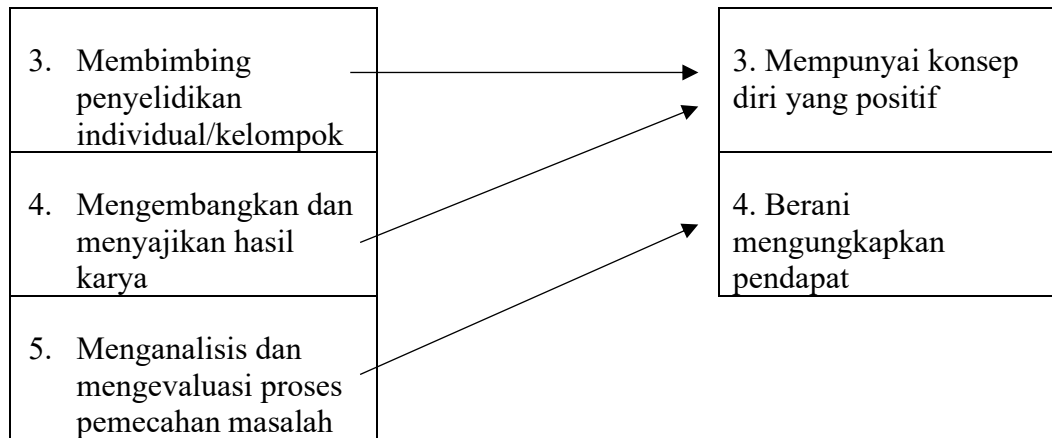 3. Membimbing
penyelidikan
individual/kelompok
4. Mengembangkan dan
menyajikan hasil
karya
5. Menganalisis dan
mengevaluasi proses
pemecahan masalah
3. Mempunyai konsep
diri yang positif
4. Berani
mengungkapkan
pendapat